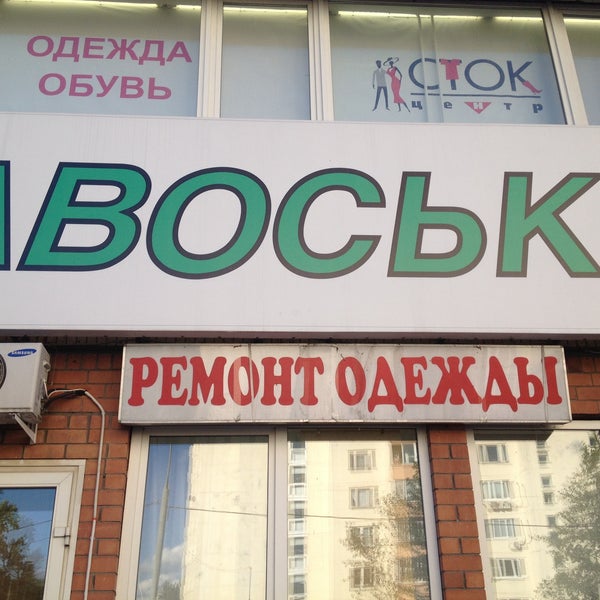 ОДЕЖДА
ОБУВЬ
СТОК
центр
АВОСЬК
РЕМОНТ ОДЕЖДЫ
SAMSUNG